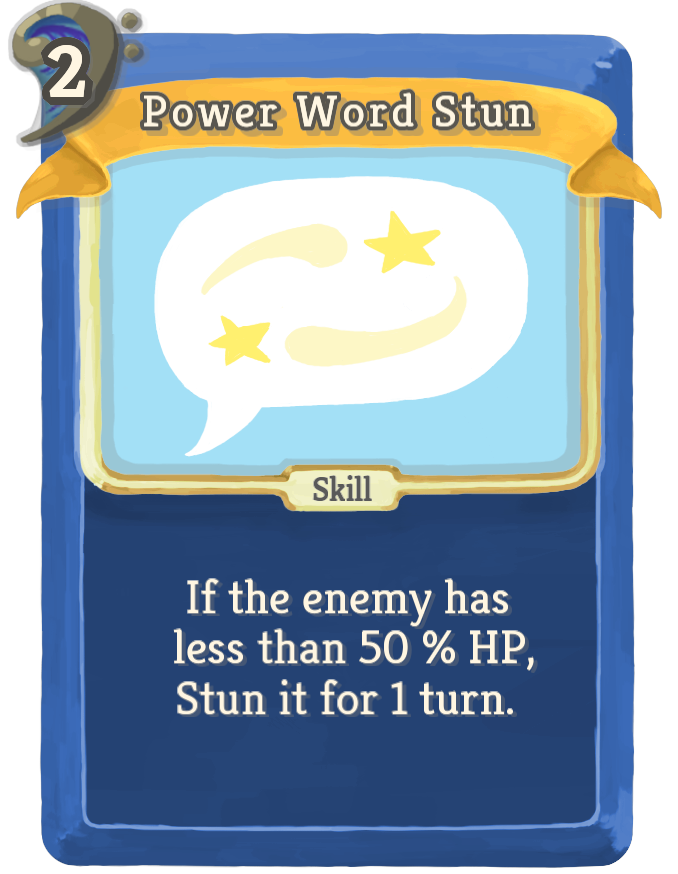 2
Power Word Stun
Skill
If the enemy has
less than 50 % HP,
Stun it for 1 turn.